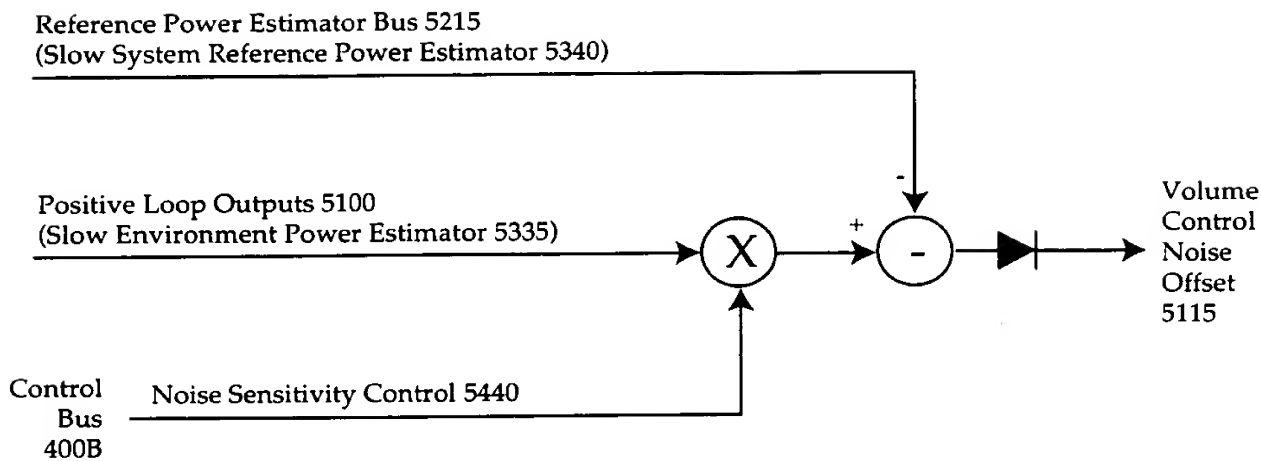 Reference Power Estimator Bus 5215
(Slow System Reference Power Estimator 5340)
-
Positive Loop Outputs 5100
(Slow Environment Power Estimator 5335)
X
+
-
Volume
Control
Noise
Offset
5115
Control
Bus
400B
Noise Sensitivity Control 5440